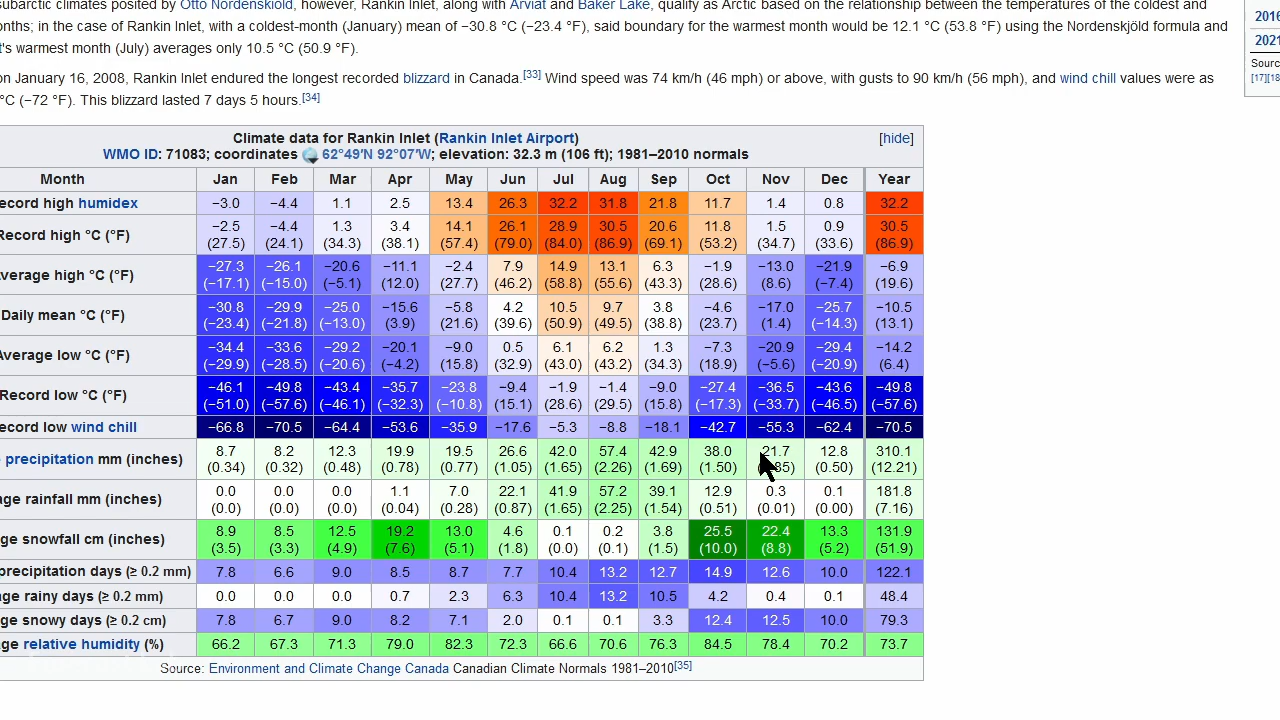 subarctic climates posited by Otto Nordenskiöld, however, Rankin Inlet, along with Arviat and Baker Lake, qualify as Arctic based on the relationship between the temperatures of the coldest and
nths; in the case of Rankin Inlet, with a coldest-month (January) mean of −30.8 °C (−23.4 °F), said boundary for the warmest month would be 12.1 °C (53.8 °F) using the Nordenskjöld formula and
t's warmest month (July) averages only 10.5 °C (50.9 °F).
on January 16, 2008, Rankin Inlet endured the longest recorded blizzard in Canada.[33] Wind speed was 74 km/h (46 mph) or above, with gusts to 90 km/h (56 mph), and wind chill values were as
°C (−72 °F). This blizzard lasted 7 days 5 hours.[34]
2016
2021
Sourc
[17][18
Climate data for Rankin Inlet (Rankin Inlet Airport) [hide]
WMO ID: 71083; coordinates 62°49′N 92°07′W; elevation: 32.3 m (106 ft); 1981–2010 normals
Month Jan Feb Mar Apr May Jun Jul Aug Sep Oct Nov Dec Year
ecord high humidex −3.0 −4.4 1.1 2.5 13.4 26.3 32.2 31.8 21.8 11.7 1.4 0.8 32.2
Record high °C (°F) −2.5 −4.4 1.3 3.4 14.1 26.1 28.9 30.5 20.6 11.8 1.5 0.9 30.5
(27.5) (24.1) (34.3) (38.1) (57.4) (79.0) (84.0) (86.9) (69.1) (53.2) (34.7) (33.6) (86.9)
verage high °C (°F) −27.3 −26.1 −20.6 −11.1 −2.4 7.9 14.9 13.1 6.3 −1.9 −13.0 −21.9 −6.9
(−17.1) (−15.0) (−5.1) (12.0) (27.7) (46.2) (58.8) (55.6) (43.3) (28.6) (8.6) (−7.4) (19.6)
Daily mean °C (°F) −30.8 −29.9 −25.0 −15.6 −5.8 4.2 10.5 9.7 3.8 −4.6 −17.0 −25.7 −10.5
(−23.4) (−21.8) (−13.0) (3.9) (21.6) (39.6) (50.9) (49.5) (38.8) (23.7) (1.4) (−14.3) (13.1)
Average low °C (°F) −34.4 −33.6 −29.2 −20.1 −9.0 0.5 6.1 6.2 1.3 −7.3 −20.9 −29.4 −14.2
(−29.9) (−28.5) (−20.6) (−4.2) (15.8) (32.9) (43.0) (43.2) (34.3) (18.9) (−5.6) (−20.9) (6.4)
Record low °C (°F) −46.1 −49.8 −43.4 −35.7 −23.8 −9.4 −1.9 −1.4 −9.0 −27.4 −36.5 −43.6 −49.8
(−51.0) (−57.6) (−46.1) (−32.3) (−10.8) (15.1) (28.6) (29.5) (15.8) (−17.3) (−33.7) (−46.5) (−57.6)
ecord low wind chill −66.8 −70.5 −64.4 −53.6 −35.9 −17.6 −5.3 −8.8 −18.1 −42.7 −55.3 −62.4 −70.5
precipitation mm (inches) 8.7 8.2 12.3 19.9 19.5 26.6 42.0 57.4 42.9 38.0 21.7 12.8 310.1
(0.34) (0.32) (0.48) (0.78) (0.77) (1.05) (1.65) (2.26) (1.69) (1.50) (0.50) (12.21)
age rainfall mm (inches) 0.0 0.0 0.0 1.1 7.0 22.1 41.9 57.2 39.1 12.9 0.3 0.1 181.8
(0.0) (0.0) (0.0) (0.04) (0.28) (0.87) (1.65) (2.25) (1.54) (0.51) (0.01) (0.00) (7.16)
ge snowfall cm (inches) 8.9 8.5 12.5 19.2 13.0 4.6 0.1 0.2 3.8 25.5 22.4 13.3 131.9
(3.5) (3.3) (4.9) (7.6) (5.1) (1.8) (0.0) (0.1) (1.5) (10.0) (8.8) (5.2) (51.9)
precipitation days (≥ 0.2 mm) 7.8 6.6 9.0 8.5 8.7 7.7 10.4 13.2 12.7 14.9 12.6 10.0 122.1
ge rainy days (≥ 0.2 mm) 0.0 0.0 0.0 0.7 2.3 6.3 10.4 13.2 10.5 4.2 0.4 0.1 48.4
ge snowy days (≥ 0.2 cm) 7.8 6.7 9.0 8.2 7.1 2.0 0.1 0.1 3.3 12.4 12.5 10.0 79.3
ge relative humidity (%) 66.2 67.3 71.3 79.0 82.3 72.3 66.6 70.6 76.3 84.5 78.4 70.2 73.7
Source: Environment and Climate Change Canada Canadian Climate Normals 1981–2010[35]